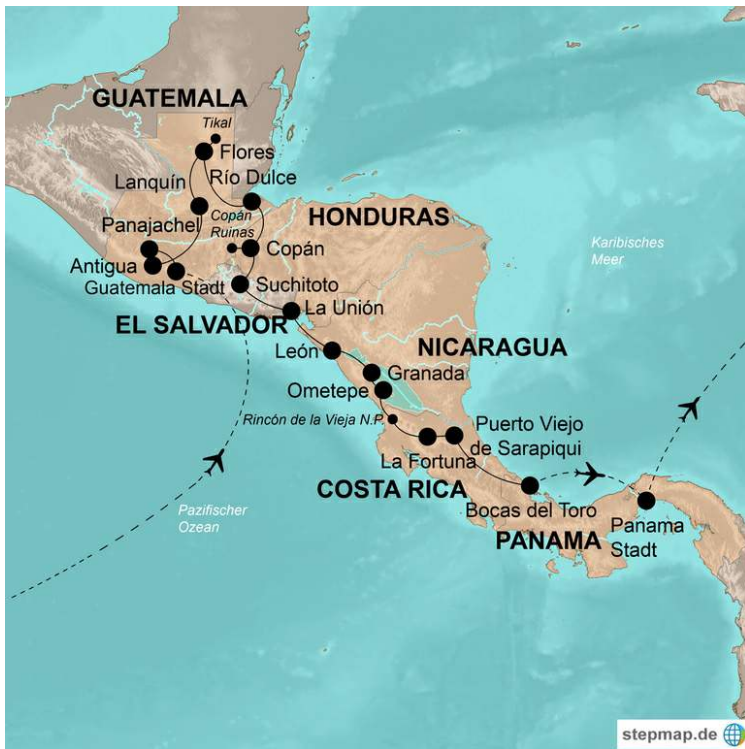 GUATEMALA
Tikal
Flores
Lanquín
Río Dulce
Copán
Ruinas
Panajachel
HONDURAS
Copán
Karibisches
Meer
Antigua
Guatemala Stadt
Suchitoto
La Unión
EL SALVADOR
León
NICARAGUA
Granada
Ometepe
Rincón de la Vieja N.P.
Puerto Viejo
de Sarapiqui
La Fortuna
COSTA RICA
Bocas del Toro
Pazifischer
Ozean
PANAMA
Panama
Stadt
stepmap.de